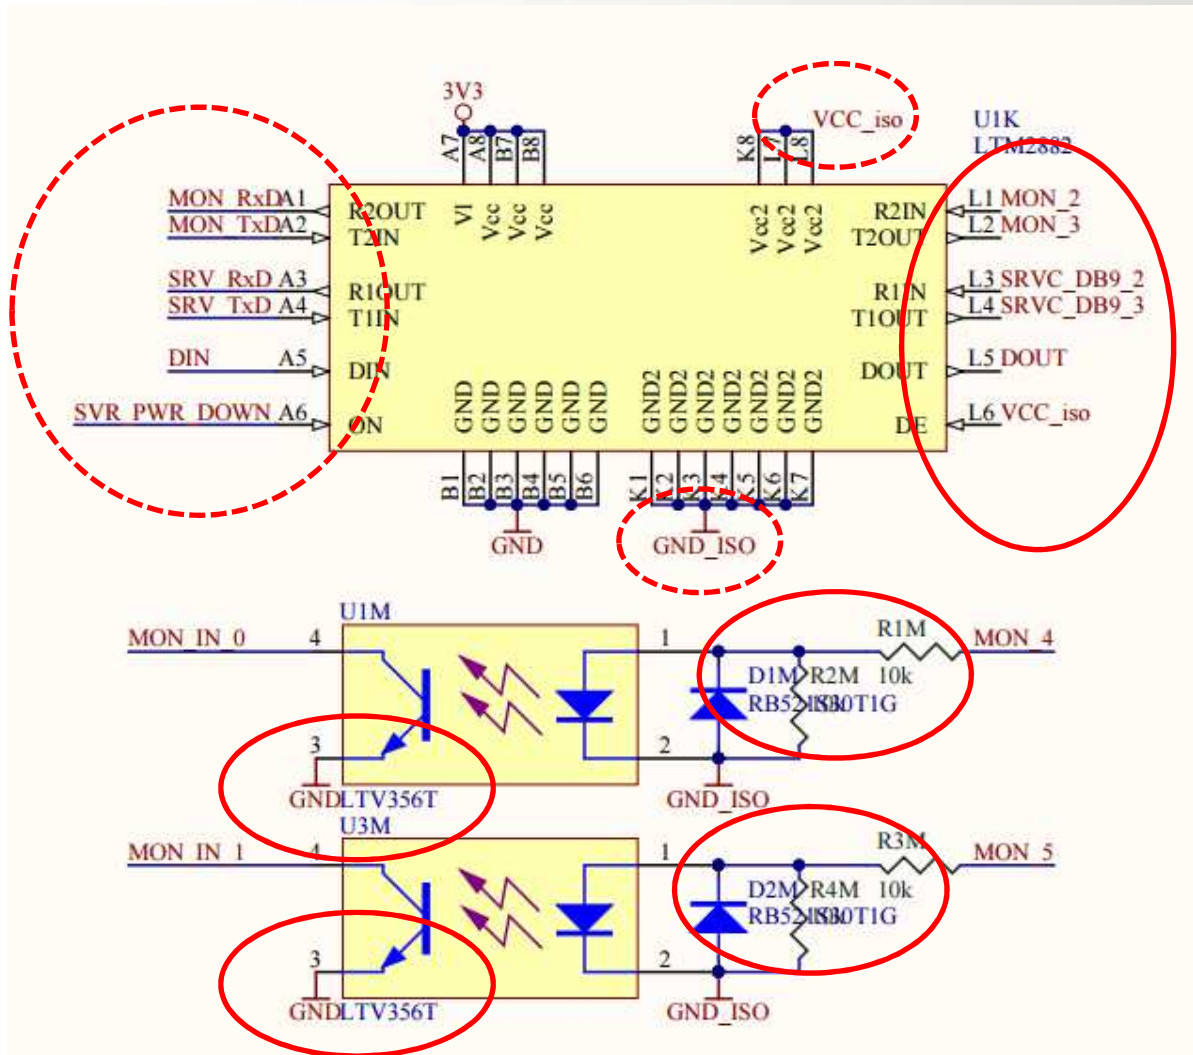 3V3
VCC_iso
U1K
LTM2882
A7 A8 B7 B8
K8 L7 L8
MON_RxD A1 R2OUT
Vl Vcc Vcc Vcc
Vcc2 Vcc2 Vcc2
R2IN L1 MON_2
MON_TxD A2 T2IN
T2OUT L2 MON_3
SRV_RxD A3 R1OUT
R1IN L3 SRVC_DB9_2
SRV_TxD A4 T1IN
T1OUT L4 SRVC_DB9_3
DIN A5 DIN
DOUT L5 DOUT
SVR_PWR_DOWN A6 ON
GND GND GND GND GND GND
GND2 GND2 GND2 GND2 GND2 GND2 GND2
DE L6 VCC_iso
B1 B2 B3 B4 B5 B6
K1 K2 K3 K4 K5 K6 K7
GND
GND_ISO
U1M
MON_IN_0 4
1
R1M
MON_4
D1M R2M 10k
RB521S30T1G
3
2
GND LTV356T
GND_ISO
U3M
MON_IN_1 4
1
R3M
MON_5
D2M R4M 10k
RB521S30T1G
3
2
GND LTV356T
GND_ISO